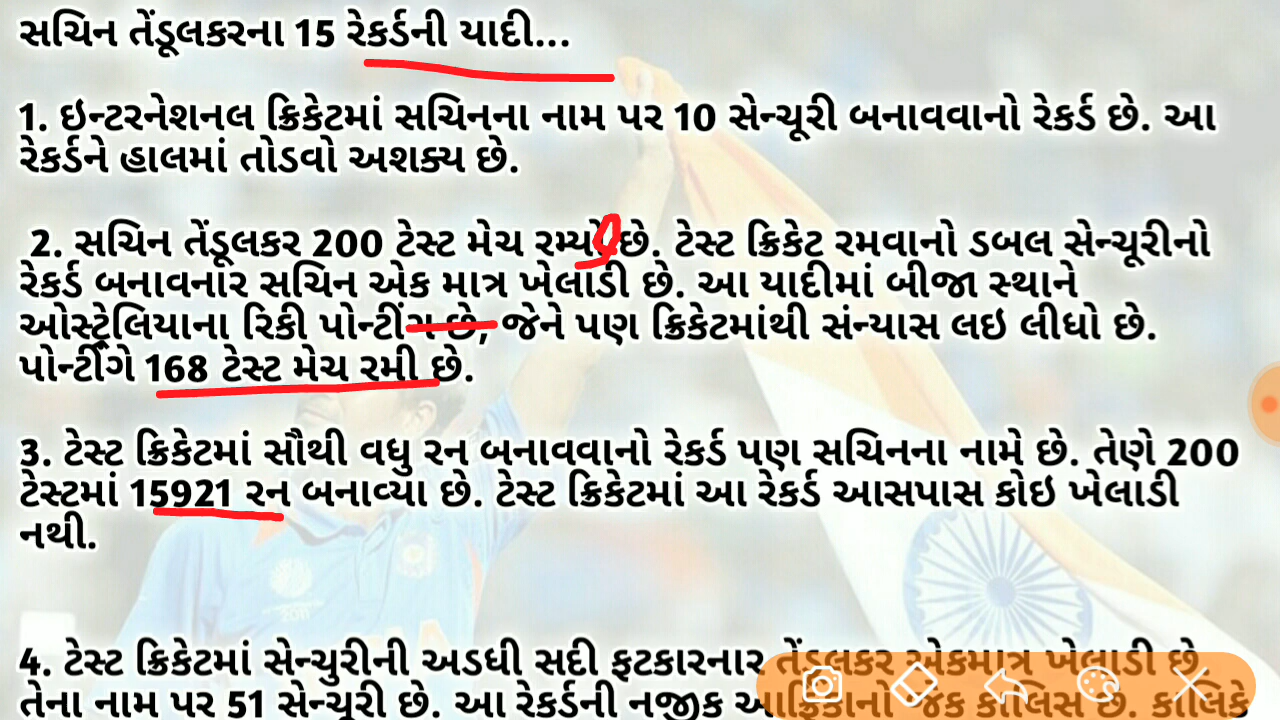 સચિન તેંડૂલકરના 15 રેકર્ડની યાદી...
1. ઇન્ટરનેશનલ ક્રિકેટમાં સચિનના નામ પર 10 સેન્ચૂરી બનાવવાનો રેકર્ડ છે. આ
રેકર્ડને હાલમાં તોડવો અશક્ય છે.
2. સચિન તેંડૂલકર 200 ટેસ્ટ મેચ રમ્યો છે. ટેસ્ટ ક્રિકેટ રમવાનો ડબલ સેન્ચૂરીનો
રેકર્ડ બનાવનાર સચિન એક માત્ર ખેલાડી છે. આ યાદીમાં બીજા સ્થાને
ઓસ્ટ્રેલિયાના રિકી પોન્ટીંગ છે, જેને પણ ક્રિકેટમાંથી સંન્યાસ લઇ લીધો છે.
પોન્ટીંગે 168 ટેસ્ટ મેચ રમી છે.
3. ટેસ્ટ ક્રિકેટમાં સૌથી વધુ રન બનાવવાનો રેકર્ડ પણ સચિનના નામે છે. તેણે 200
ટેસ્ટમાં 15921 રન બનાવ્યા છે. ટેસ્ટ ક્રિકેટમાં આ રેકર્ડ આસપાસ કોઇ ખેલાડી
નથી.
4. ટેસ્ટ ક્રિકેટમાં સેન્ચુરીની અડધી સદી ફટકારનાર તેંડૂલકર એકમાત્ર ખેલાડી છે
તેના નામ પર 51 સેન્ચૂરી છે. આ રેકર્ડની નજીક આફ્રિકાનો જેક કાલિસ છે.